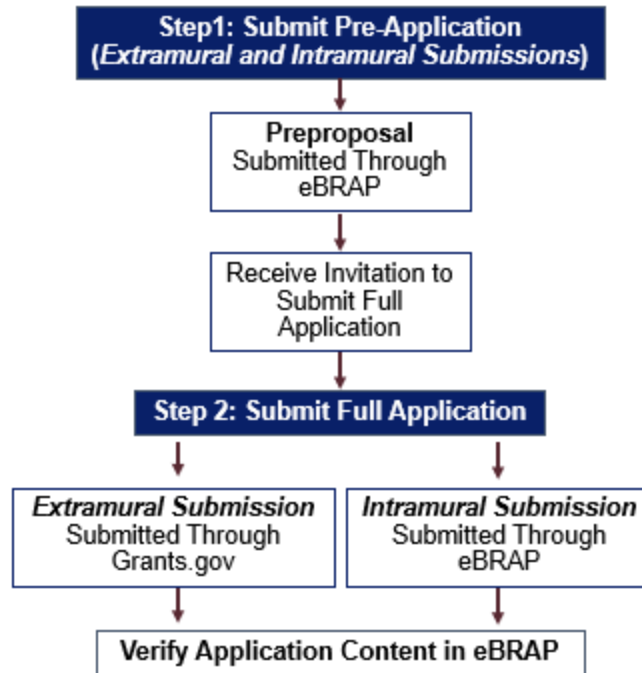 Step1: Submit Pre-Application
(Extramural and Intramural Submissions)
Preproposal
Submitted Through
eBRAP
Receive Invitation to
Submit Full
Application
Step 2: Submit Full Application
Extramural Submission
Submitted Through
Grants.gov
Intramural Submission
Submitted Through
eBRAP
Verify Application Content in eBRAP